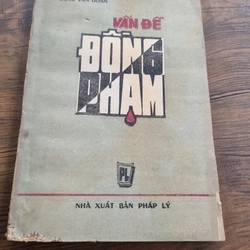 VẤN ĐỀ
ĐỒNG
PHẠM
PL
NHÀ XUẤT BẢN PHÁP LÝ